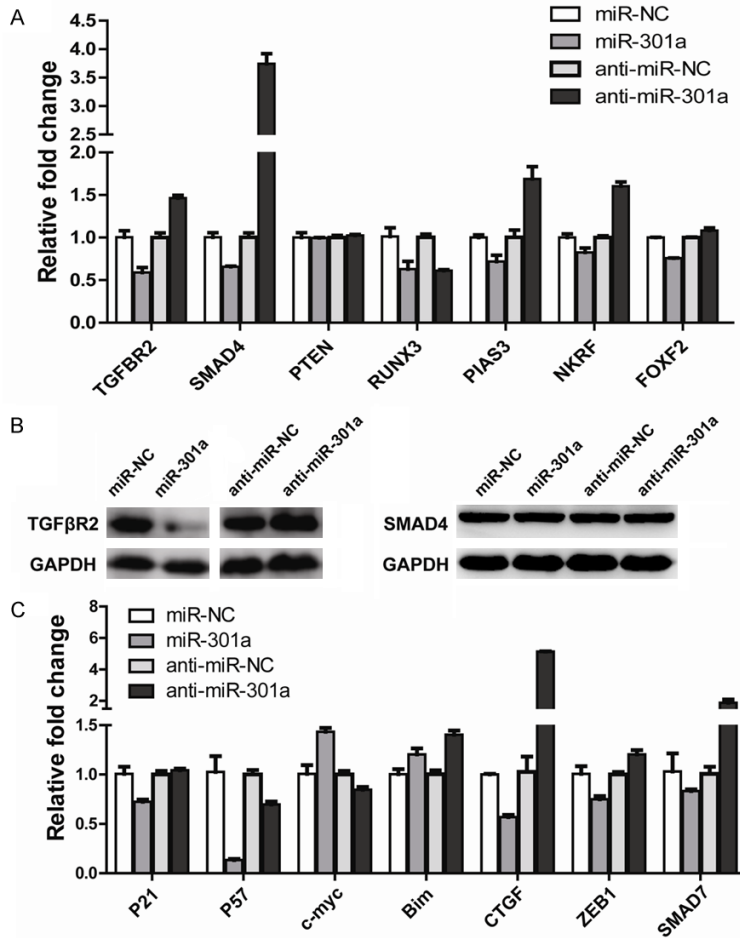 A
miR-NC
miR-301a
anti-miR-NC
anti-miR-301a
Relative fold change
4.5
4.0
3.5
3.0
2.5
2.0
1.5
1.0
0.5
0.0
TGFBR2
SMAD4
PTEN
RUNX3
PIAS3
NKRF
FOXF2
B
miR-NC
miR-301a
anti-miR-NC
anti-miR-301a
TGFβR2
GAPDH
miR-NC
miR-301a
anti-miR-NC
anti-miR-301a
SMAD4
GAPDH
C
miR-NC
miR-301a
anti-miR-NC
anti-miR-301a
Relative fold change
8
6
4
2
1.5
1.0
0.5
0.0
P21
P57
c-myc
Bim
CTGF
ZEB1
SMAD7